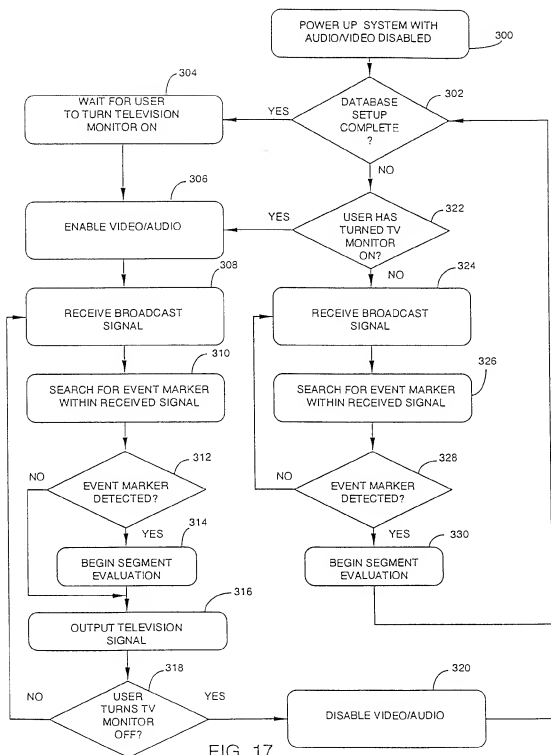 POWER UP SYSTEM WITH
AUDIO/VIDEO DISABLED
300
304
WAIT FOR USER
TO TURN TELEVISION
MONITOR ON
YES
DATABASE
SETUP
COMPLETE
?
302
NO
306
ENABLE VIDEO/AUDIO
YES
USER HAS
TURNED TV
MONITOR
ON?
322
NO
308
RECEIVE BROADCAST
SIGNAL
324
RECEIVE BROADCAST
SIGNAL
310
SEARCH FOR EVENT MARKER
WITHIN RECEIVED SIGNAL
326
SEARCH FOR EVENT MARKER
WITHIN RECEIVED SIGNAL
312
NO
EVENT MARKER
DETECTED?
YES
328
NO
EVENT MARKER
DETECTED?
YES
314
BEGIN SEGMENT
EVALUATION
330
BEGIN SEGMENT
EVALUATION
316
OUTPUT TELEVISION
SIGNAL
318
NO
USER
TURNS TV
MONITOR
OFF?
YES
320
DISABLE VIDEO/AUDIO
FIG. 17